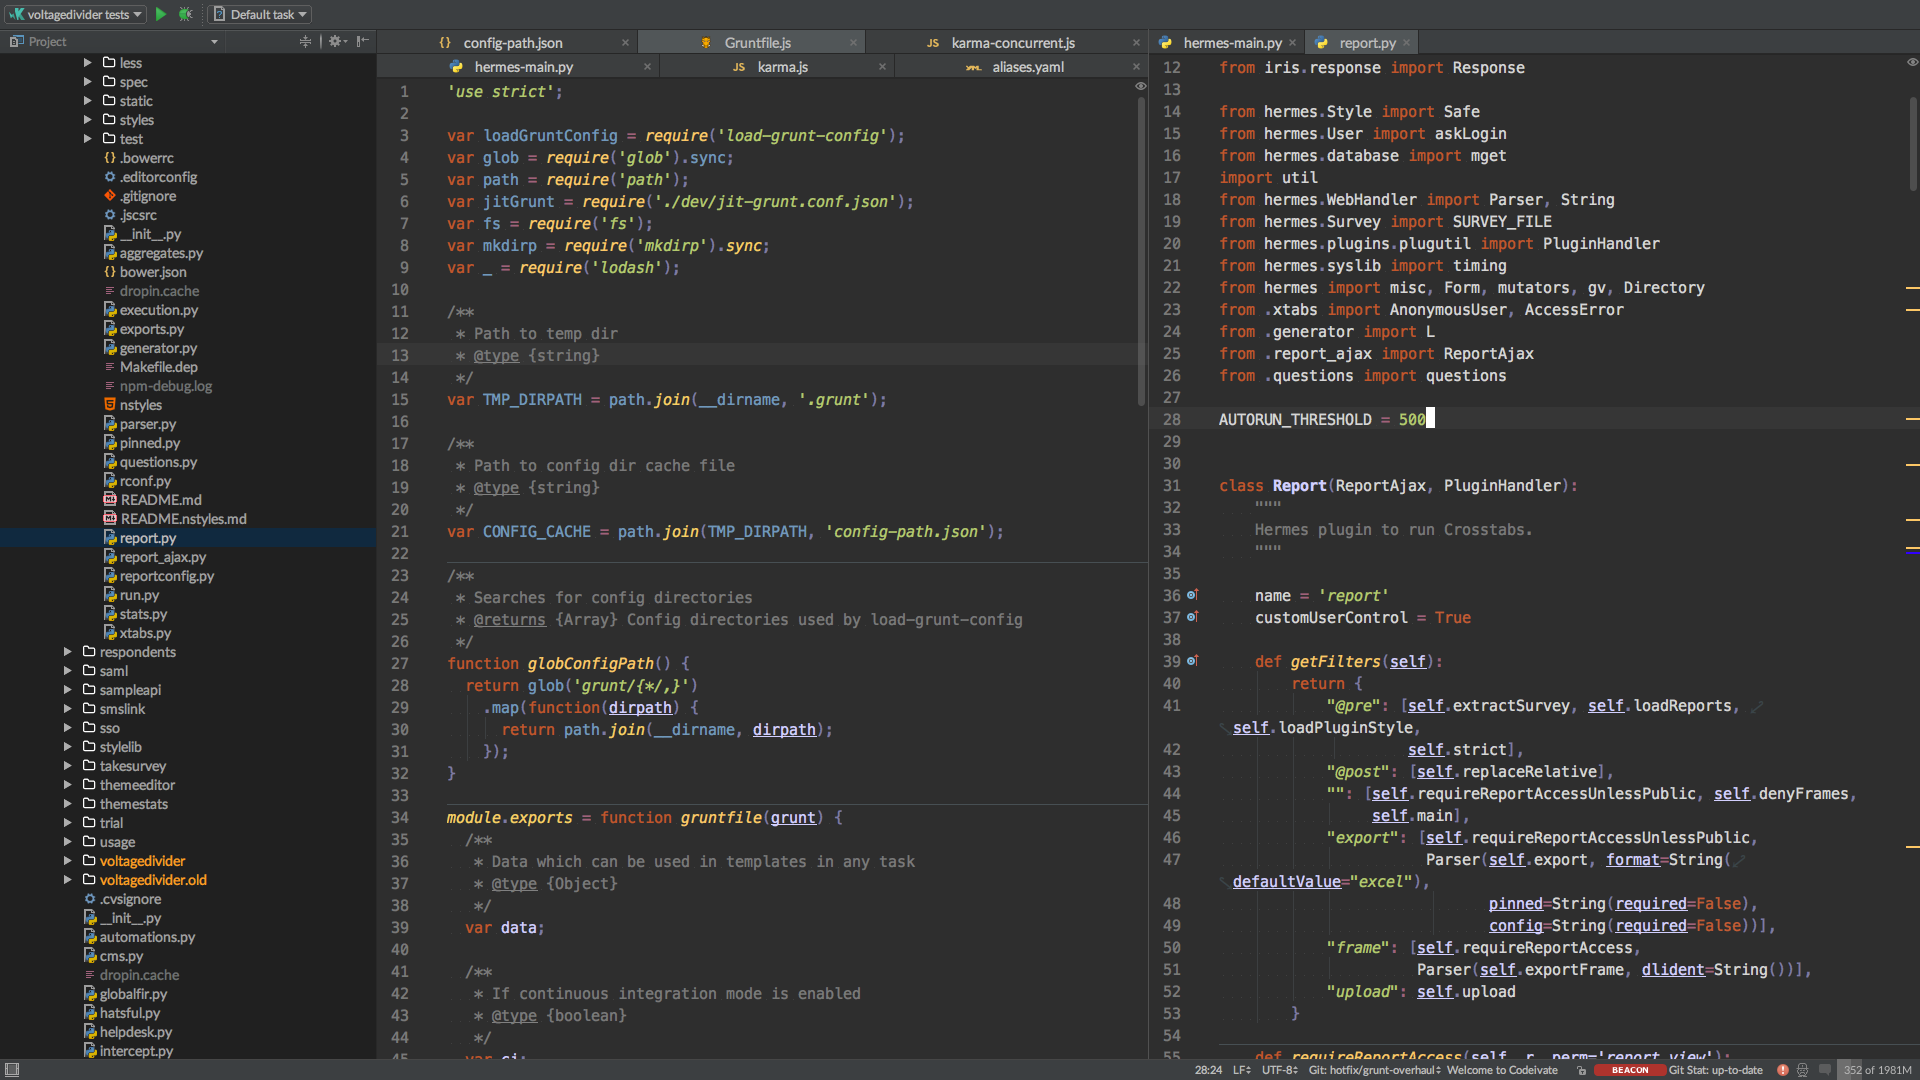 voltagedivider tests
Default task
Project
less
spec
static
styles
test
.bowerrc
.editorconfig
.gitignore
.jscsrc
__init__.py
aggregates.py
bower.json
dropin.cache
execution.py
exports.py
generator.py
Makefile.dep
npm-debug.log
nstyles
parser.py
pinned.py
questions.py
rconf.py
README.md
README.nstyles.md
report.py
report_ajax.py
reportconfig.py
run.py
stats.py
xtabs.py
respondents
saml
sampleapi
smslink
sso
stylelib
takesurvey
themeeditor
themestats
trial
usage
voltagedivider
voltagedivider.old
.cvsignore
__init__.py
automations.py
cms.py
dropin.cache
globalfir.py
hatsful.py
helpdesk.py
intercept.py
config-path.json
Gruntfile.js
karma-concurrent.js
hermes-main.py
karma.js
aliases.yaml
1 'use strict';
2
3 var loadGruntConfig = require('load-grunt-config');
4 var glob = require('glob').sync;
5 var path = require('path');
6 var jitGrunt = require('./dev/jit-grunt.conf.json');
7 var fs = require('fs');
8 var mkdirp = require('mkdirp').sync;
9 var _ = require('lodash');
10
11 /**
12 * Path to temp dir
13 * @type {string}
14 */
15 var TMP_DIRPATH = path.join(__dirname, '.grunt');
16
17 /**
18 * Path to config dir cache file
19 * @type {string}
20 */
21 var CONFIG_CACHE = path.join(TMP_DIRPATH, 'config-path.json');
22
23 /**
24 * Searches for config directories
25 * @returns {Array} Config directories used by load-grunt-config
26 */
27 function globConfigPath() {
28 return glob('grunt/{*/,}')
29 .map(function(dirpath) {
30 return path.join(__dirname, dirpath);
31 });
32 }
33
34 module.exports = function gruntfile(grunt) {
35 /**
36 * Data which can be used in templates in any task
37 * @type {Object}
38 */
39 var data;
40
41 /**
42 * If continuous integration mode is enabled
43 * @type {boolean}
44 */
45 var ci;
hermes-main.py
report.py
12 from iris.response import Response
13
14 from hermes.Style import Safe
15 from hermes.User import askLogin
16 from hermes.database import mget
17 import util
18 from hermes.WebHandler import Parser, String
19 from hermes.Survey import SURVEY_FILE
20 from hermes.plugins.plugutil import PluginHandler
21 from hermes.syslib import timing
22 from hermes import misc, Form, mutators, gv, Directory
23 from .xtabs import AnonymousUser, AccessError
24 from .generator import L
25 from .report_ajax import ReportAjax
26 from .questions import questions
27
28 AUTORUN_THRESHOLD = 500
29
30
31 class Report(ReportAjax, PluginHandler):
32 """
33 Hermes plugin to run Crosstabs.
34 """
35
36 name = 'report'
37 customUserControl = True
38
39 def getFilters(self):
40 return {
41 "@pre": [self.extractSurvey, self.loadReports,
self.loadPluginStyle,
42 self.strict],
43 "@post": [self.replaceRelative],
44 "": [self.requireReportAccessUnlessPublic, self.denyFrames,
45 self.main],
46 "export": [self.requireReportAccessUnlessPublic,
47 Parser(self.export, format=String(
defaultValue="excel"),
48 pinned=String(required=False),
49 config=String(required=False))],
50 "frame": [self.requireReportAccess,
51 Parser(self.exportFrame, dlident=String())],
52 "upload": self.upload
53 }
54
55 def requireReportAccess(self, r, perm='report.view'):
28:24 LF UTF-8 Git: hotfix/grunt-overhaul Welcome to Codeivate BEACON Git Stat: up-to-date 352 of 1981M